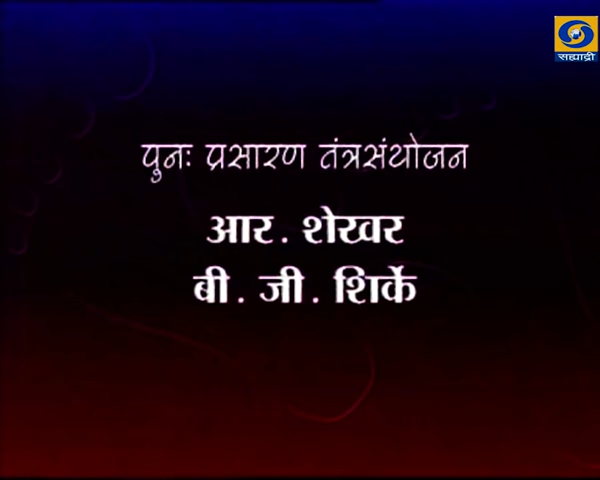 सह्याद्री
पुनः प्रसारण तंत्रसंयोजन
आर. शेखर
बी. जी. शिर्के